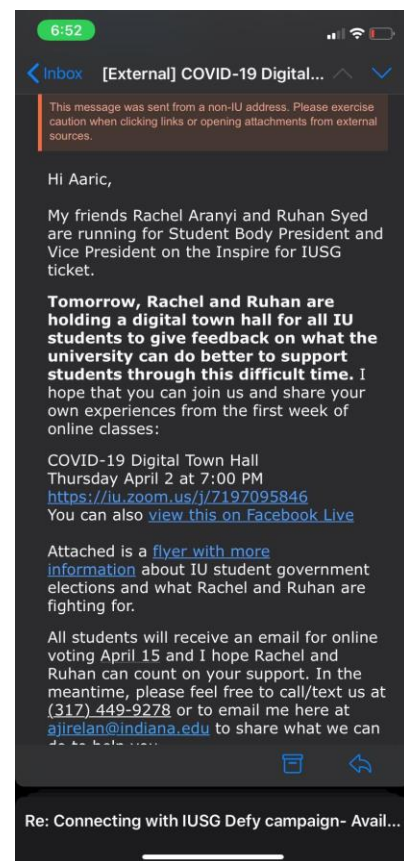 6:52
Inbox [External] COVID-19 Digital...
This message was sent from a non-IU address. Please exercise
caution when clicking links or opening attachments from external
sources.
Hi Aaric,
My friends Rachel Aranyi and Ruhan Syed
are running for Student Body President and
Vice President on the Inspire for IUSG
ticket.
Tomorrow, Rachel and Ruhan are
holding a digital town hall for all IU
students to give feedback on what the
university can do better to support
students through this difficult time. I
hope that you can join us and share your
own experiences from the first week of
online classes:
COVID-19 Digital Town Hall
Thursday April 2 at 7:00 PM
https://iu.zoom.us/j/7197095846
You can also view this on Facebook Live
Attached is a flyer with more
information about IU student government
elections and what Rachel and Ruhan are
fighting for.
All students will receive an email for online
voting April 15 and I hope Rachel and
Ruhan can count on your support. In the
meantime, please feel free to call/text us at
(317) 449-9278 or to email me here at
ajirelan@indiana.edu to share what we can
do to help you
Re: Connecting with IUSG Defy campaign- Avail...